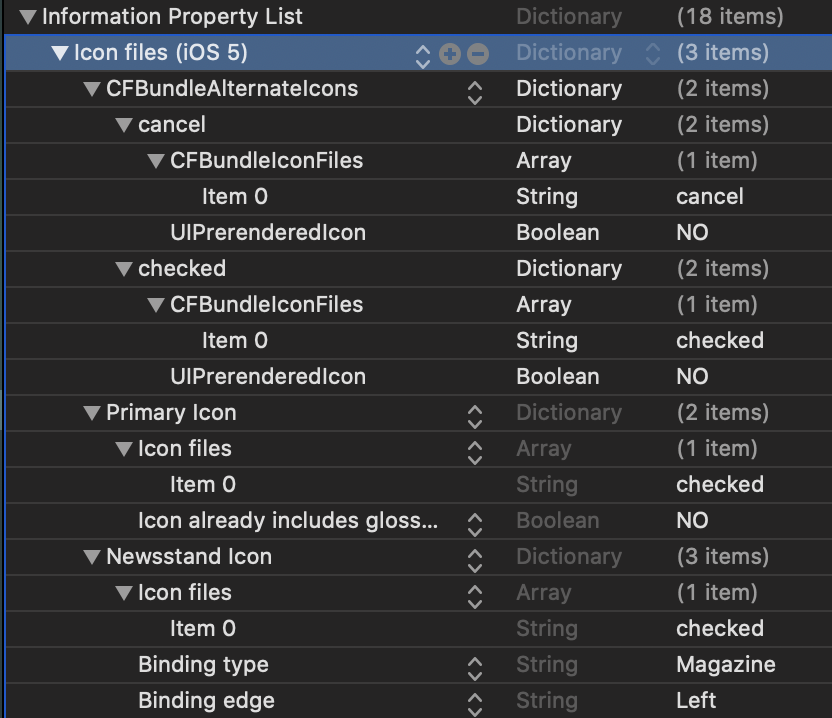 Information Property List Dictionary (18 items)
Icon files (iOS 5) Dictionary (3 items)
CFBundleAlternateIcons Dictionary (2 items)
cancel Dictionary (2 items)
CFBundleIconFiles Array (1 item)
Item 0 String cancel
UIPrerenderedIcon Boolean NO
checked Dictionary (2 items)
CFBundleIconFiles Array (1 item)
Item 0 String checked
UIPrerenderedIcon Boolean NO
Primary Icon Dictionary (2 items)
Icon files Array (1 item)
Item 0 String checked
Icon already includes gloss... Boolean NO
Newsstand Icon Dictionary (3 items)
Icon files Array (1 item)
Item 0 String checked
Binding type String Magazine
Binding edge String Left